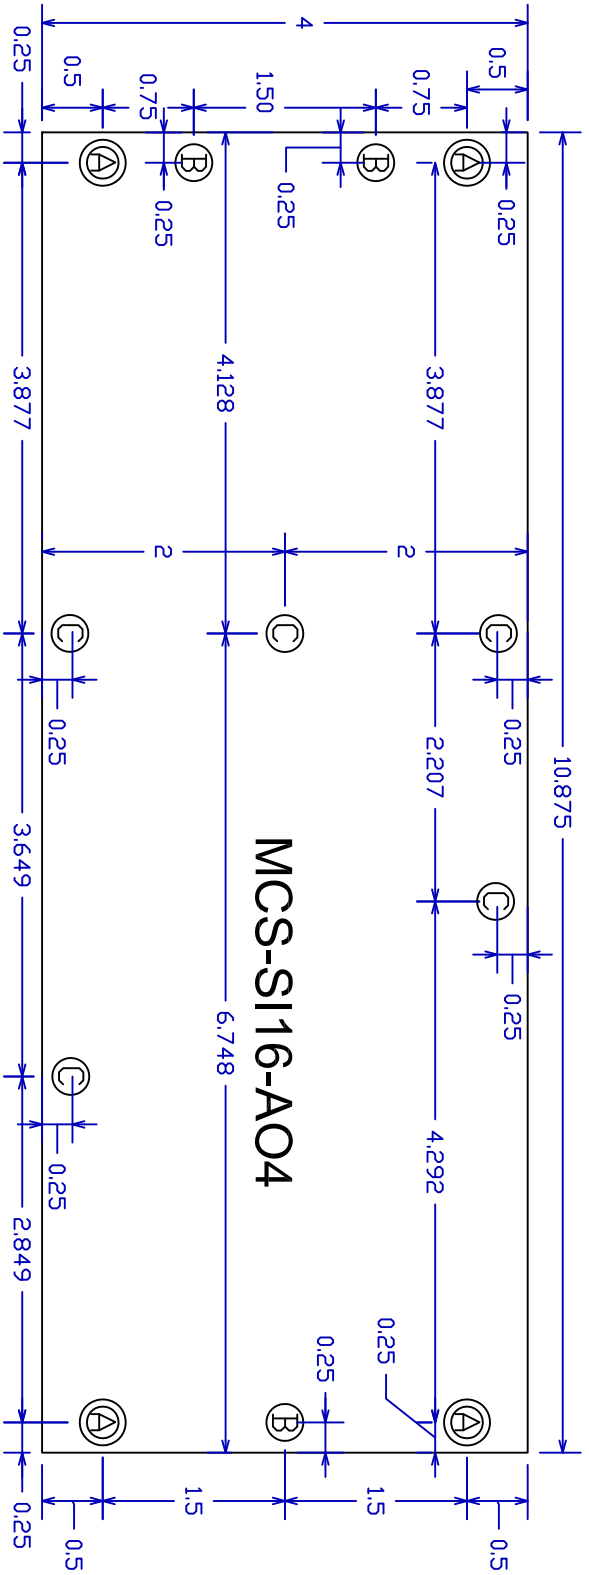 10.875
0.5 0.25 0.25 0.25 0.5
C C
A A
3.877 2.207 4.292
0.75
2
0.25
B 1.5
0.25
4
0.25 C B
MCS-SI16-AO4
1.50
4.128 6.748
B 1.5
0.25 2
0.75
A A
0.5 C C 0.5
0.25 0.25
0.25 3.877 3.649 2.849 0.25